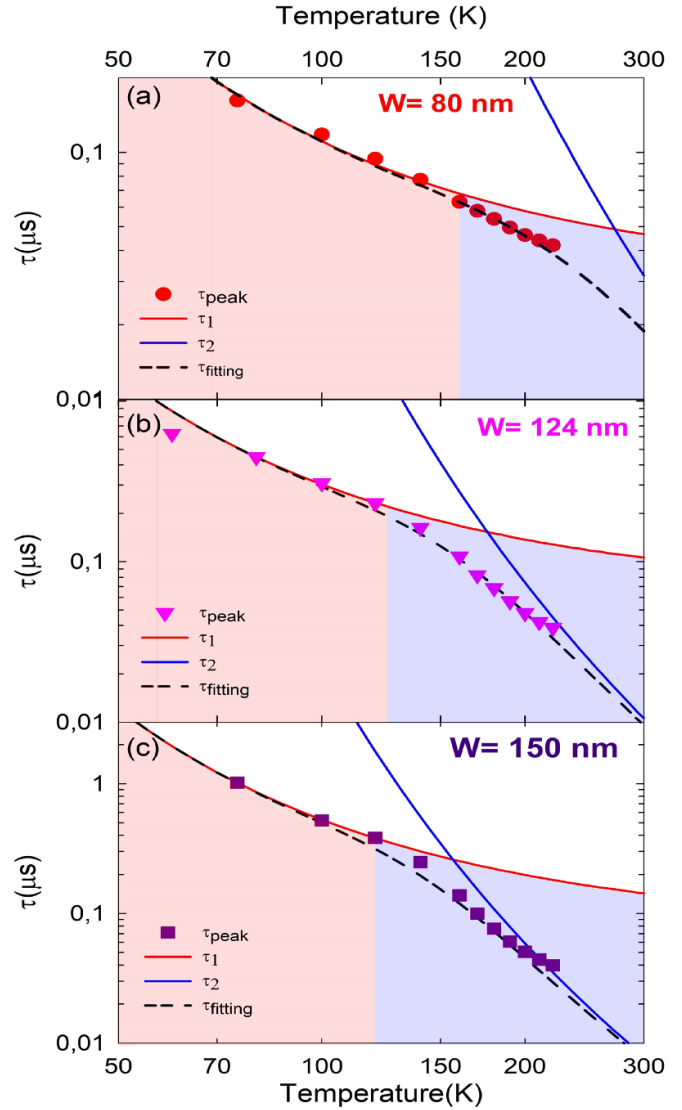 Temperature (K)
50 70 100 150 200 300
(a) W= 80 nm
0,1
τ(μs)
τpeak
τ1
τ2
τfitting
0,01
(b) W= 124 nm
0,1
τ(μs)
τpeak
τ1
τ2
τfitting
0,01
(c) W= 150 nm
1
τ(μs)
0,1
τpeak
τ1
τ2
τfitting
0,01
50 70 100 150 200 300
Temperature(K)